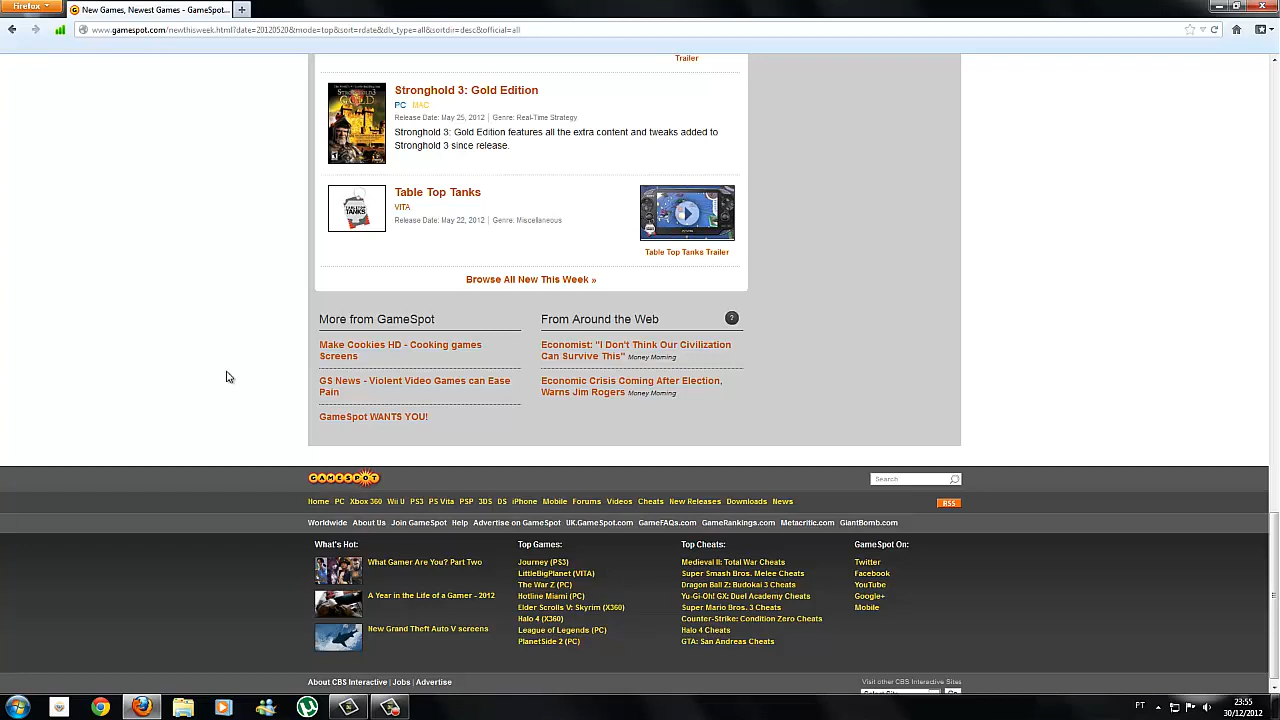 Firefox
New Games, Newest Games - GameSpot...
www.gamespot.com/newthisweek.html?date=20120520&mode=top&sort=rdate&dlx_type=all&sortdir=desc&official=all
Trailer
Stronghold 3: Gold Edition
PC MAC
Release Date: May 25, 2012 | Genre: Real-Time Strategy
Stronghold 3: Gold Edition features all the extra content and tweaks added to
Stronghold 3 since release.
Table Top Tanks
VITA
Release Date: May 22, 2012 | Genre: Miscellaneous
Table Top Tanks Trailer
Browse All New This Week »
More from GameSpot
Make Cookies HD - Cooking games
Screens
GS News - Violent Video Games can Ease
Pain
GameSpot WANTS YOU!
From Around the Web ?
Economist: "I Don't Think Our Civilization
Can Survive This" Money Morning
Economic Crisis Coming After Election,
Warns Jim Rogers Money Morning
GAMESPOT
Search
Home PC Xbox 360 Wii U PS3 PS Vita PSP 3DS DS iPhone Mobile Forums Videos Cheats New Releases Downloads News
RSS
Worldwide About Us Join GameSpot Help Advertise on GameSpot UK.GameSpot.com GameFAQs.com GameRankings.com Metacritic.com GiantBomb.com
What's Hot:
What Gamer Are You? Part Two
A Year in the Life of a Gamer - 2012
New Grand Theft Auto V screens
Top Games:
Journey (PS3)
LittleBigPlanet (VITA)
The War Z (PC)
Hotline Miami (PC)
Elder Scrolls V: Skyrim (X360)
Halo 4 (X360)
League of Legends (PC)
PlanetSide 2 (PC)
Top Cheats:
Medieval II: Total War Cheats
Super Smash Bros. Melee Cheats
Dragon Ball Z: Budokai 3 Cheats
Yu-Gi-Oh! GX: Duel Academy Cheats
Super Mario Bros. 3 Cheats
Counter-Strike: Condition Zero Cheats
Halo 4 Cheats
GTA: San Andreas Cheats
GameSpot On:
Twitter
Facebook
YouTube
Google+
Mobile
About CBS Interactive | Jobs | Advertise
Visit other CBS Interactive Sites
PT
23:55
30/12/2012